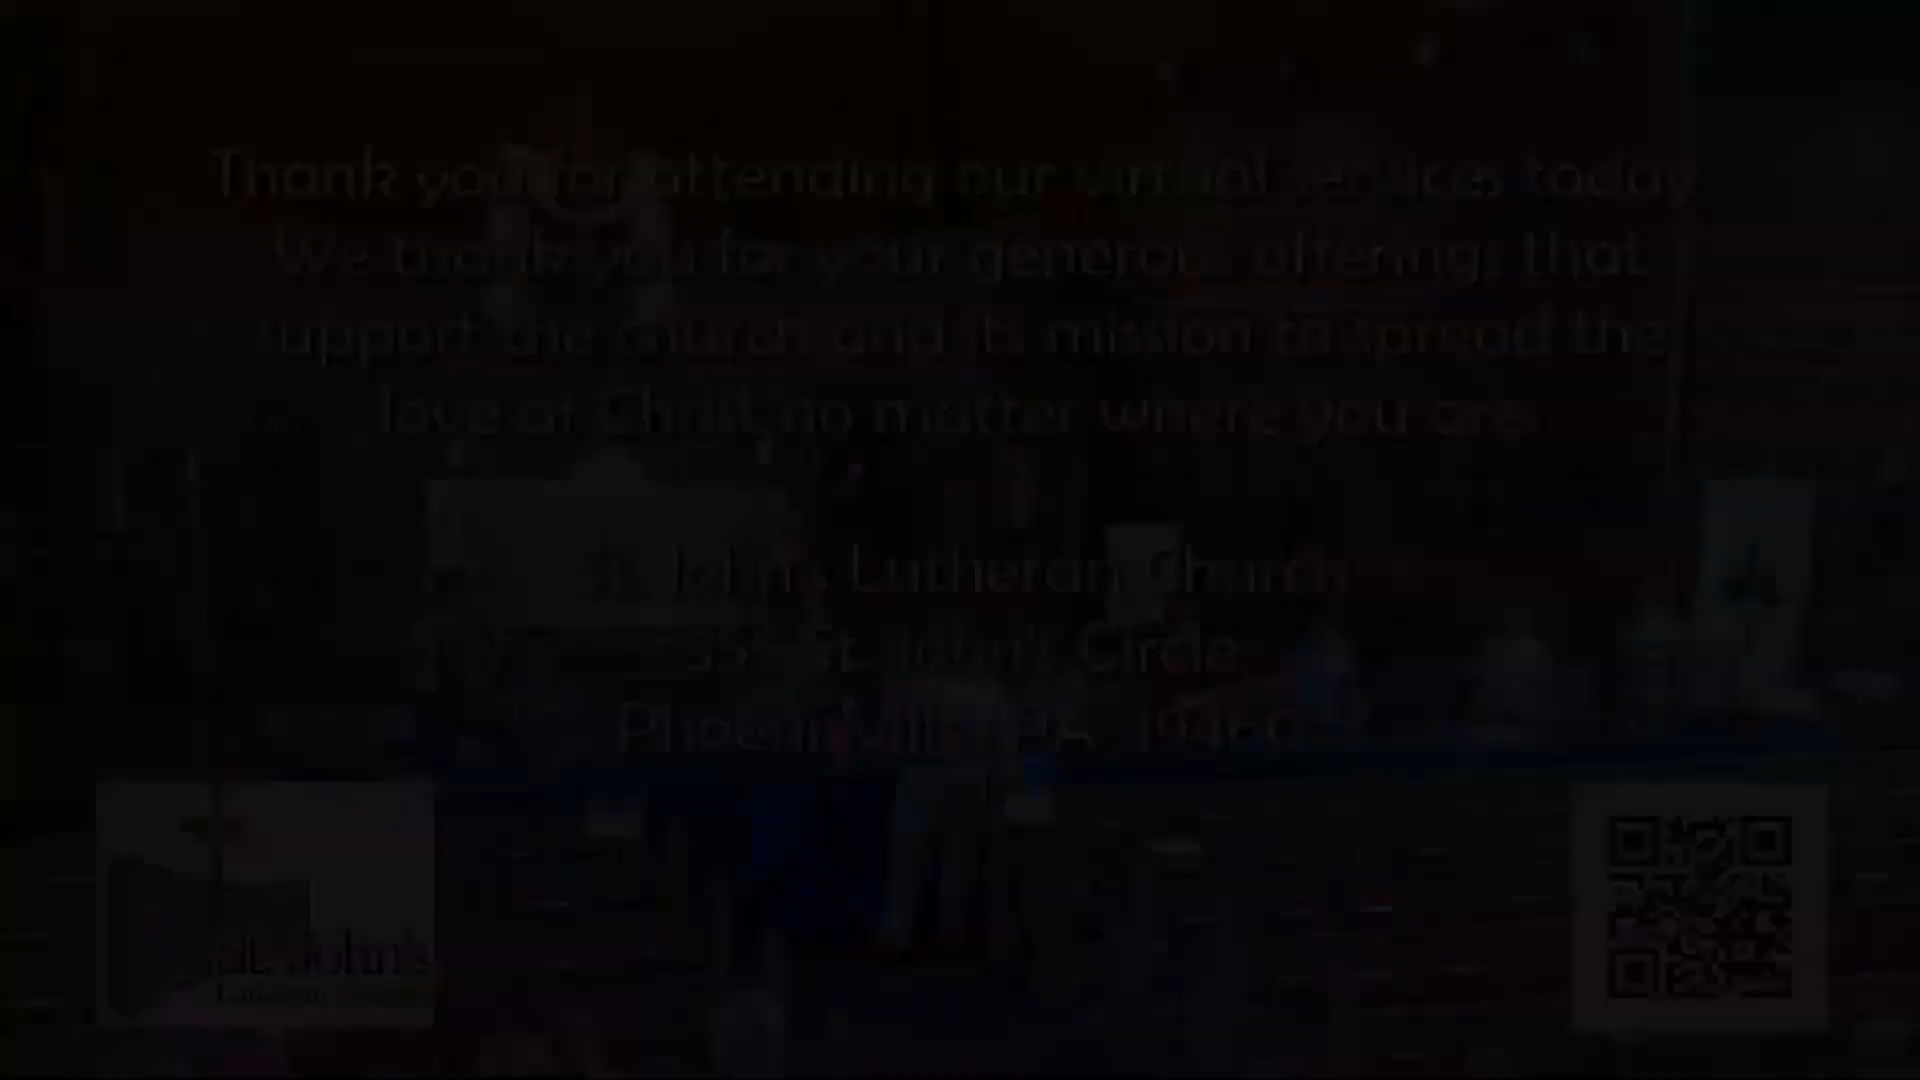 Thank you for attending our virtual services today
We thank you for your generous offerings that
support the church and its mission to spread the
love of Christ no matter where you are
St. John's Lutheran Church
St. John's Circle
Phoenixville PA 19460
St. John's
Lutheran